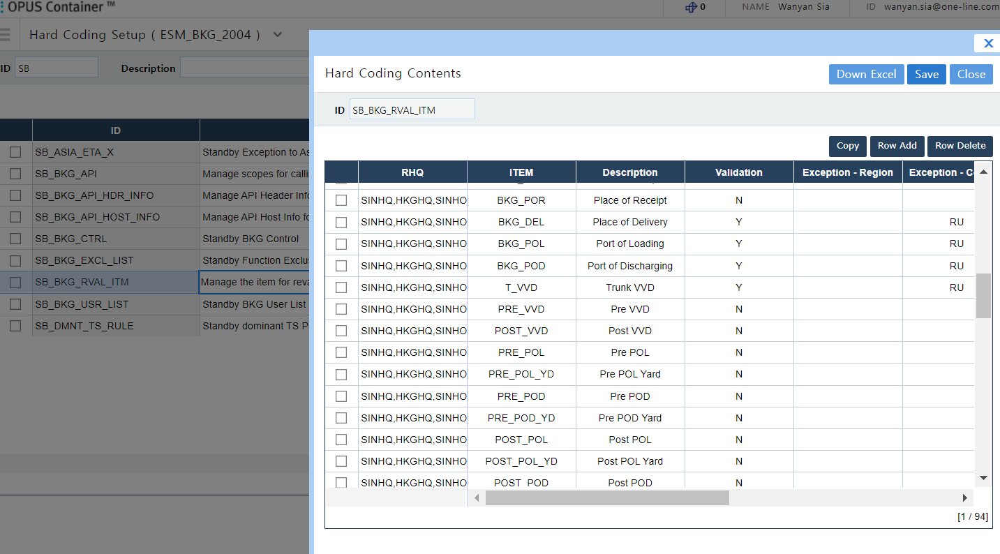 OPUS Container ™
0
NAME Wanyan Sia
ID wanyan.sia@one-line.com
Hard Coding Setup ( ESM_BKG_2004 )
ID SB Description
ID
SB_ASIA_ETA_X Standby Exception to As
SB_BKG_API Manage scopes for calli
SB_BKG_API_HDR_INFO Manage API Header Info
SB_BKG_API_HOST_INFO Manage API Host Info fo
SB_BKG_CTRL Standby BKG Control
SB_BKG_EXCL_LIST Standby Function Exclus
SB_BKG_RVAL_ITM Manage the item for reva
SB_BKG_USR_LIST Standby BKG User List
SB_DMNT_TS_RULE Standby dominant TS P
X
Hard Coding Contents
Down Excel Save Close
ID SB_BKG_RVAL_ITM
Copy Row Add Row Delete
RHQ ITEM Description Validation Exception - Region Exception - C
SINHQ,HKGHQ,SINHO BKG_POR Place of Receipt N
SINHQ,HKGHQ,SINHO BKG_DEL Place of Delivery Y RU
SINHQ,HKGHQ,SINHO BKG_POL Port of Loading Y RU
SINHQ,HKGHQ,SINHO BKG_POD Port of Discharging Y RU
SINHQ,HKGHQ,SINHO T_VVD Trunk VVD Y RU
SINHQ,HKGHQ,SINHO PRE_VVD Pre VVD N
SINHQ,HKGHQ,SINHO POST_VVD Post VVD N
SINHQ,HKGHQ,SINHO PRE_POL Pre POL N
SINHQ,HKGHQ,SINHO PRE_POL_YD Pre POL Yard N
SINHQ,HKGHQ,SINHO PRE_POD Pre POD N
SINHQ,HKGHQ,SINHO PRE_POD_YD Pre POD Yard N
SINHQ,HKGHQ,SINHO POST_POL Post POL N
SINHQ,HKGHQ,SINHO POST_POL_YD Post POL Yard N
SINHQ,HKGHQ,SINHO POST_POD Post POD N
[1 / 94]